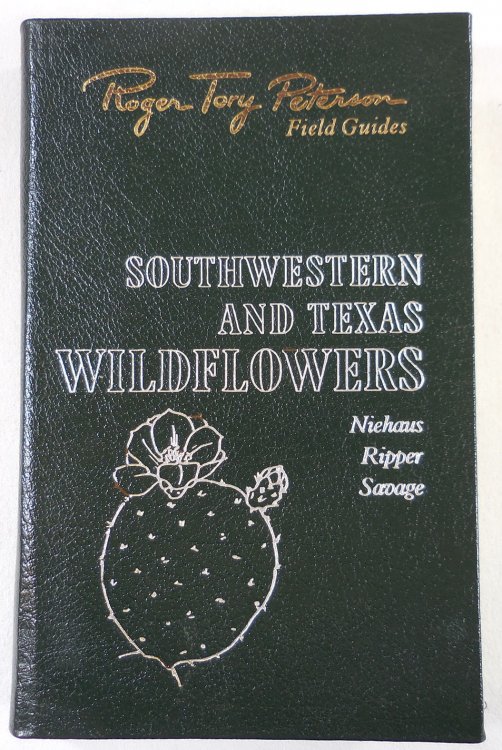 Roger Tory Peterson
Field Guides
SOUTHWESTERN
AND TEXAS
WILDFLOWERS
Niehaus
Ripper
Savage